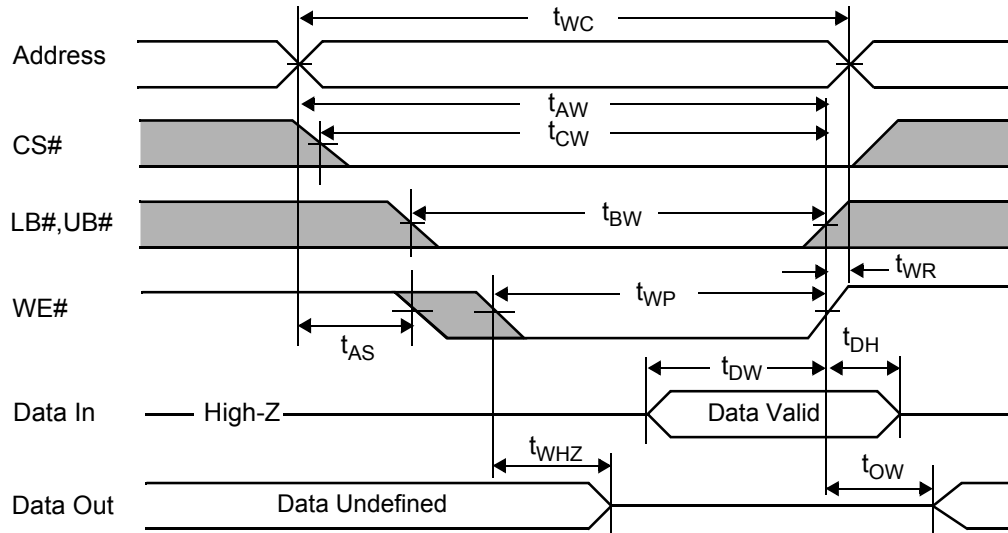 tWC
Address
tAW
CS#
tCW
LB#,UB#
tBW
tWR
WE#
tWP
tAS
tDH
tDW
Data In
High-Z
Data Valid
tWHZ
tOW
Data Out
Data Undefined